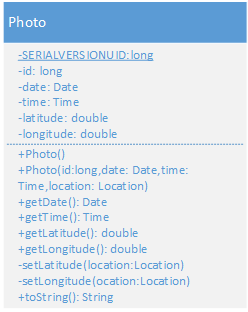 Photo
-SERIALVERSIONUID:long
-id: long
-date: Date
-time: Time
-latitude: double
-longitude: double
+Photo()
+Photo(id:long,date: Date,time:
Time,location: Location)
+getDate(): Date
+getTime(): Time
+getLatitude(): double
+getLongitude(): double
-setLatitude(location:Location)
-setLongitude(ocation:Location)
+toString(): String